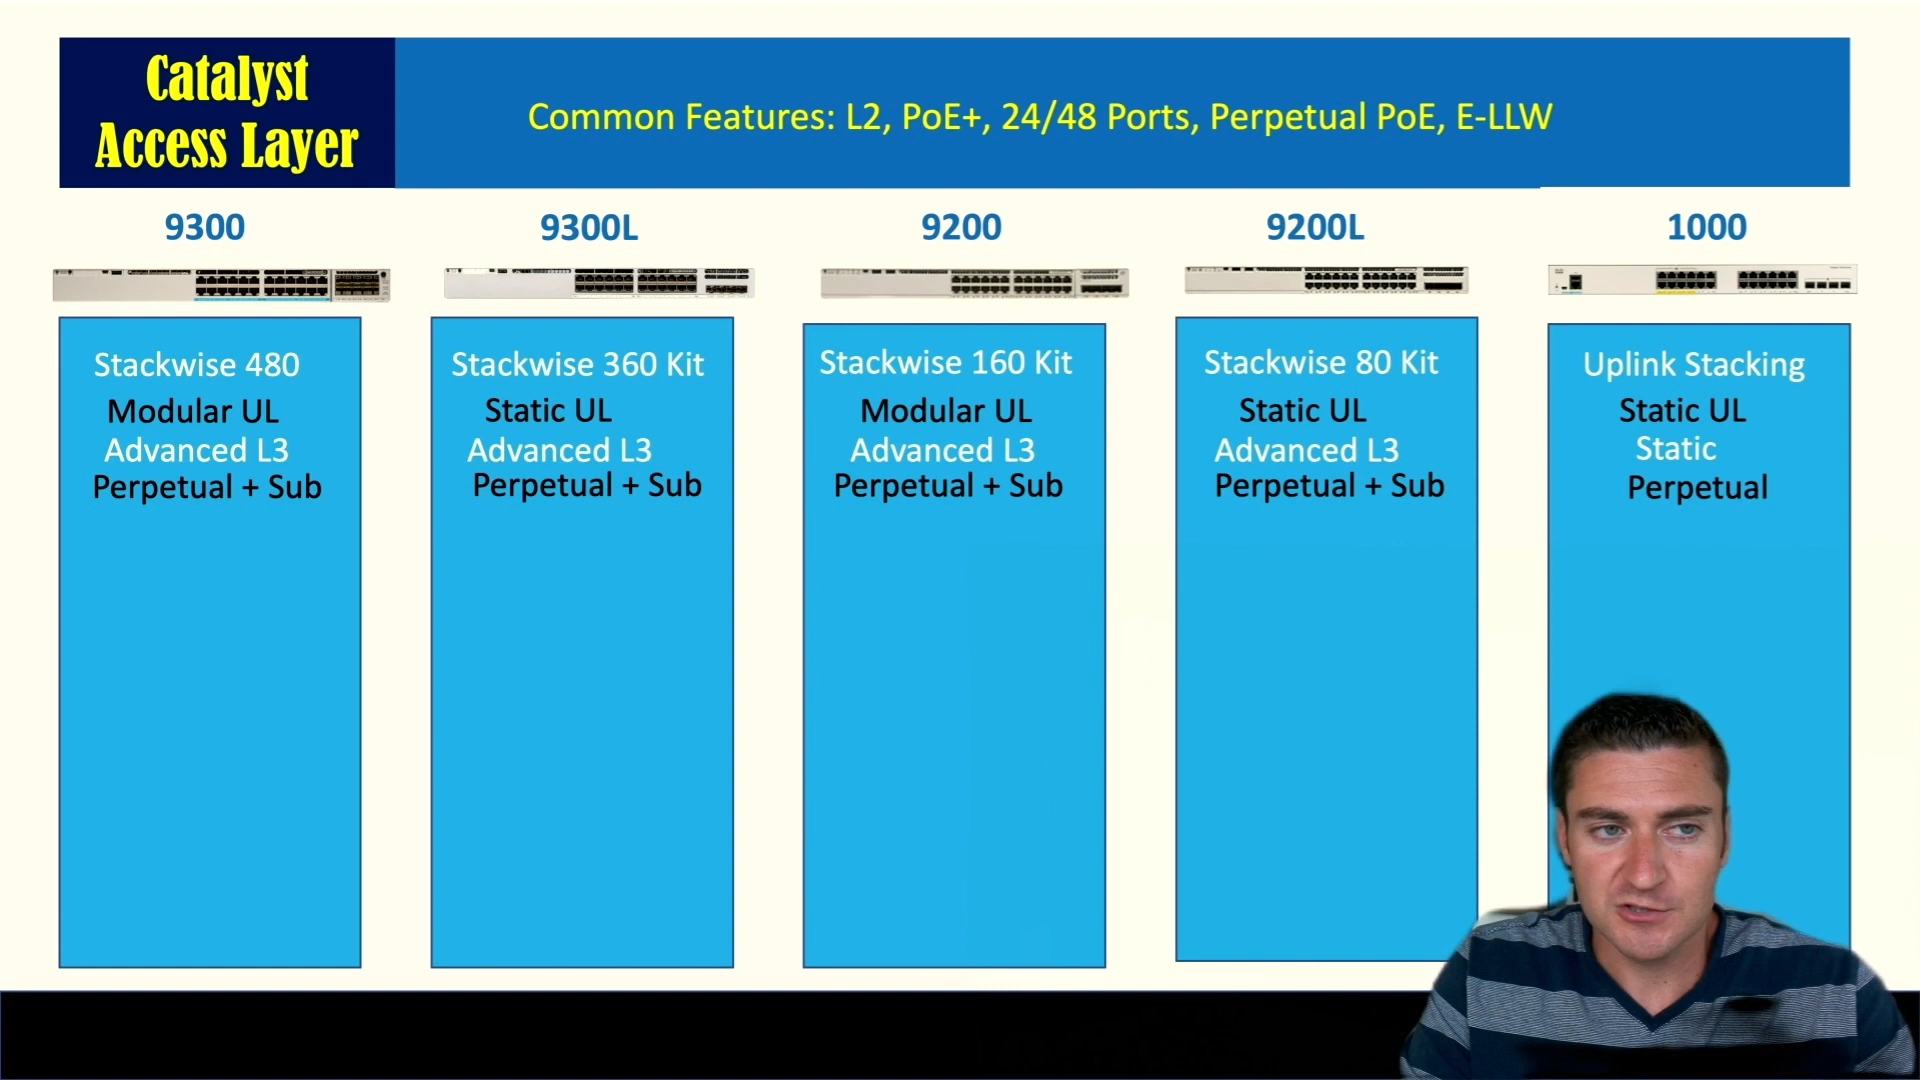 Catalyst
Access Layer
Common Features: L2, PoE+, 24/48 Ports, Perpetual PoE, E-LLW
9300
9300L
9200
9200L
1000
Stackwise 480
Modular UL
Advanced L3
Perpetual + Sub
Stackwise 360 Kit
Static UL
Advanced L3
Perpetual + Sub
Stackwise 160 Kit
Modular UL
Advanced L3
Perpetual + Sub
Stackwise 80 Kit
Static UL
Advanced L3
Perpetual + Sub
Uplink Stacking
Static UL
Static
Perpetual